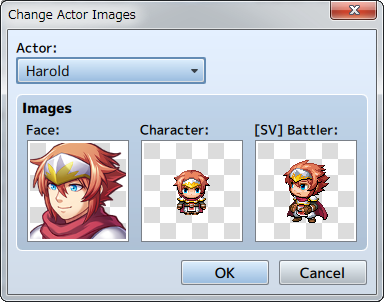 Change Actor Images
Actor:
Harold
Images
Face: Character: [SV] Battler:
OK Cancel